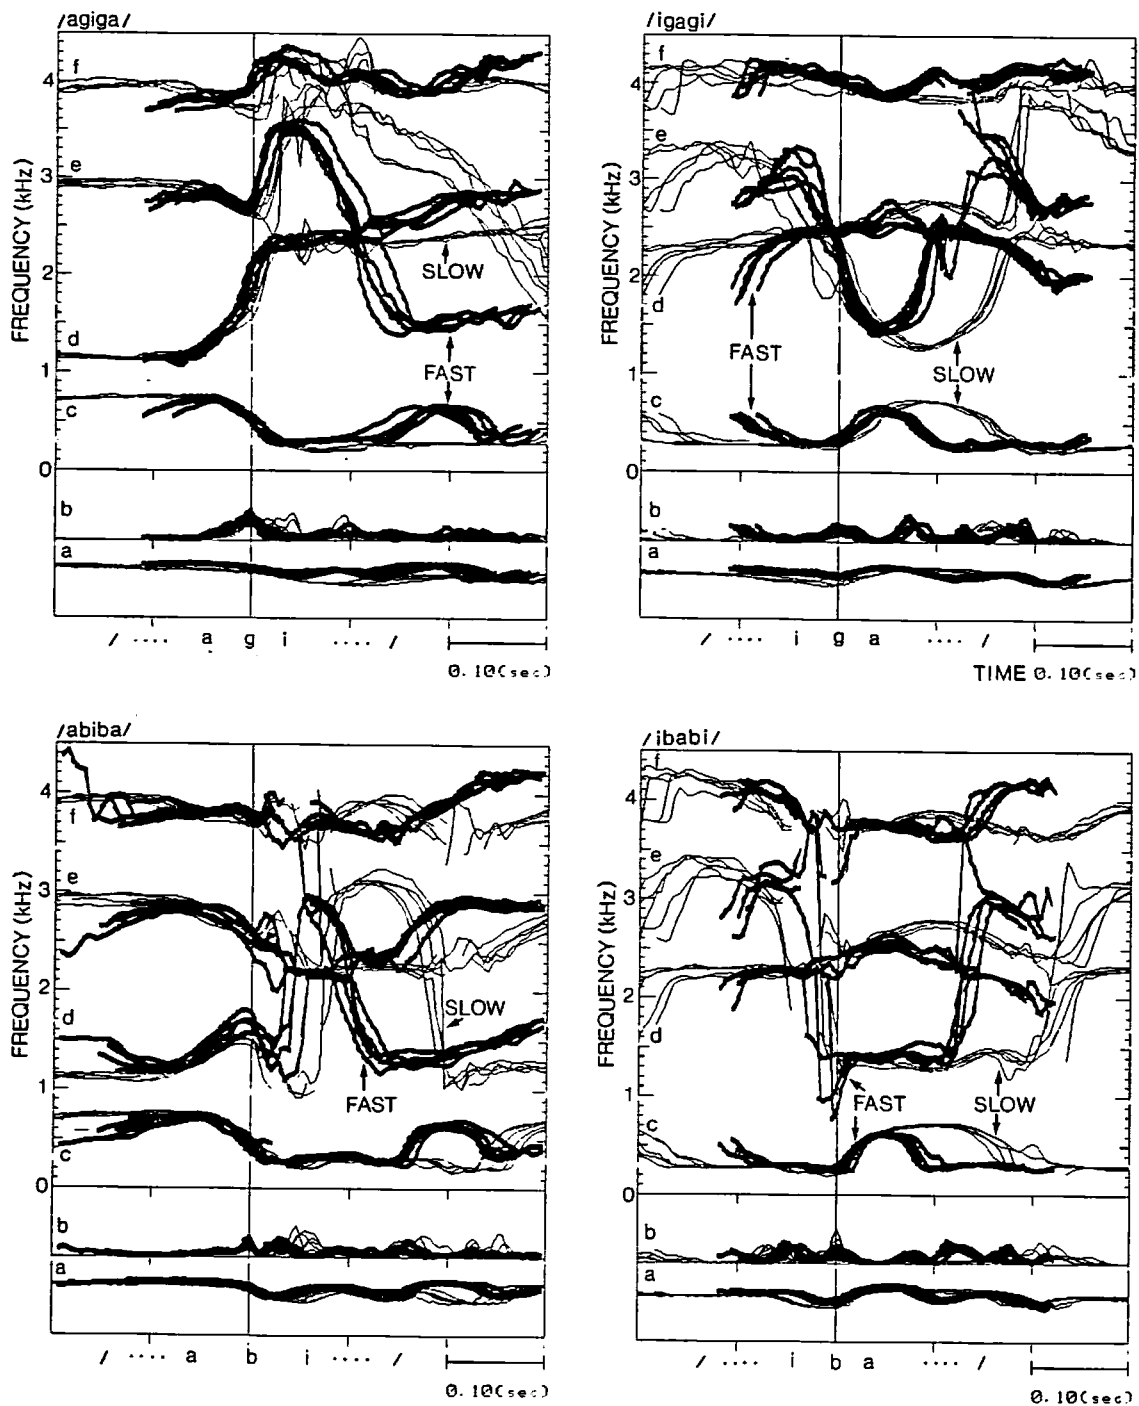 /agiga/
f
4
e
3
FREQUENCY (kHz)
2
SLOW
d
1
FAST
c
0
b
a
/ .... a g i .... /
0.10(sec)
/igagi/
f
4
e
3
FREQUENCY (kHz)
2
d
FAST
1
SLOW
c
0
b
a
/ .... i g a .... /
TIME 0.10(sec)
/abiba/
4
f
e
3
FREQUENCY (kHz)
2
SLOW
d
1
FAST
c
0
b
a
/ .... a b i .... /
0.10(sec)
/ibabi/
f
4
e
3
FREQUENCY (kHz)
2
d
1
FAST SLOW
c
0
b
a
/ .... i b a .... /
0.10(sec)